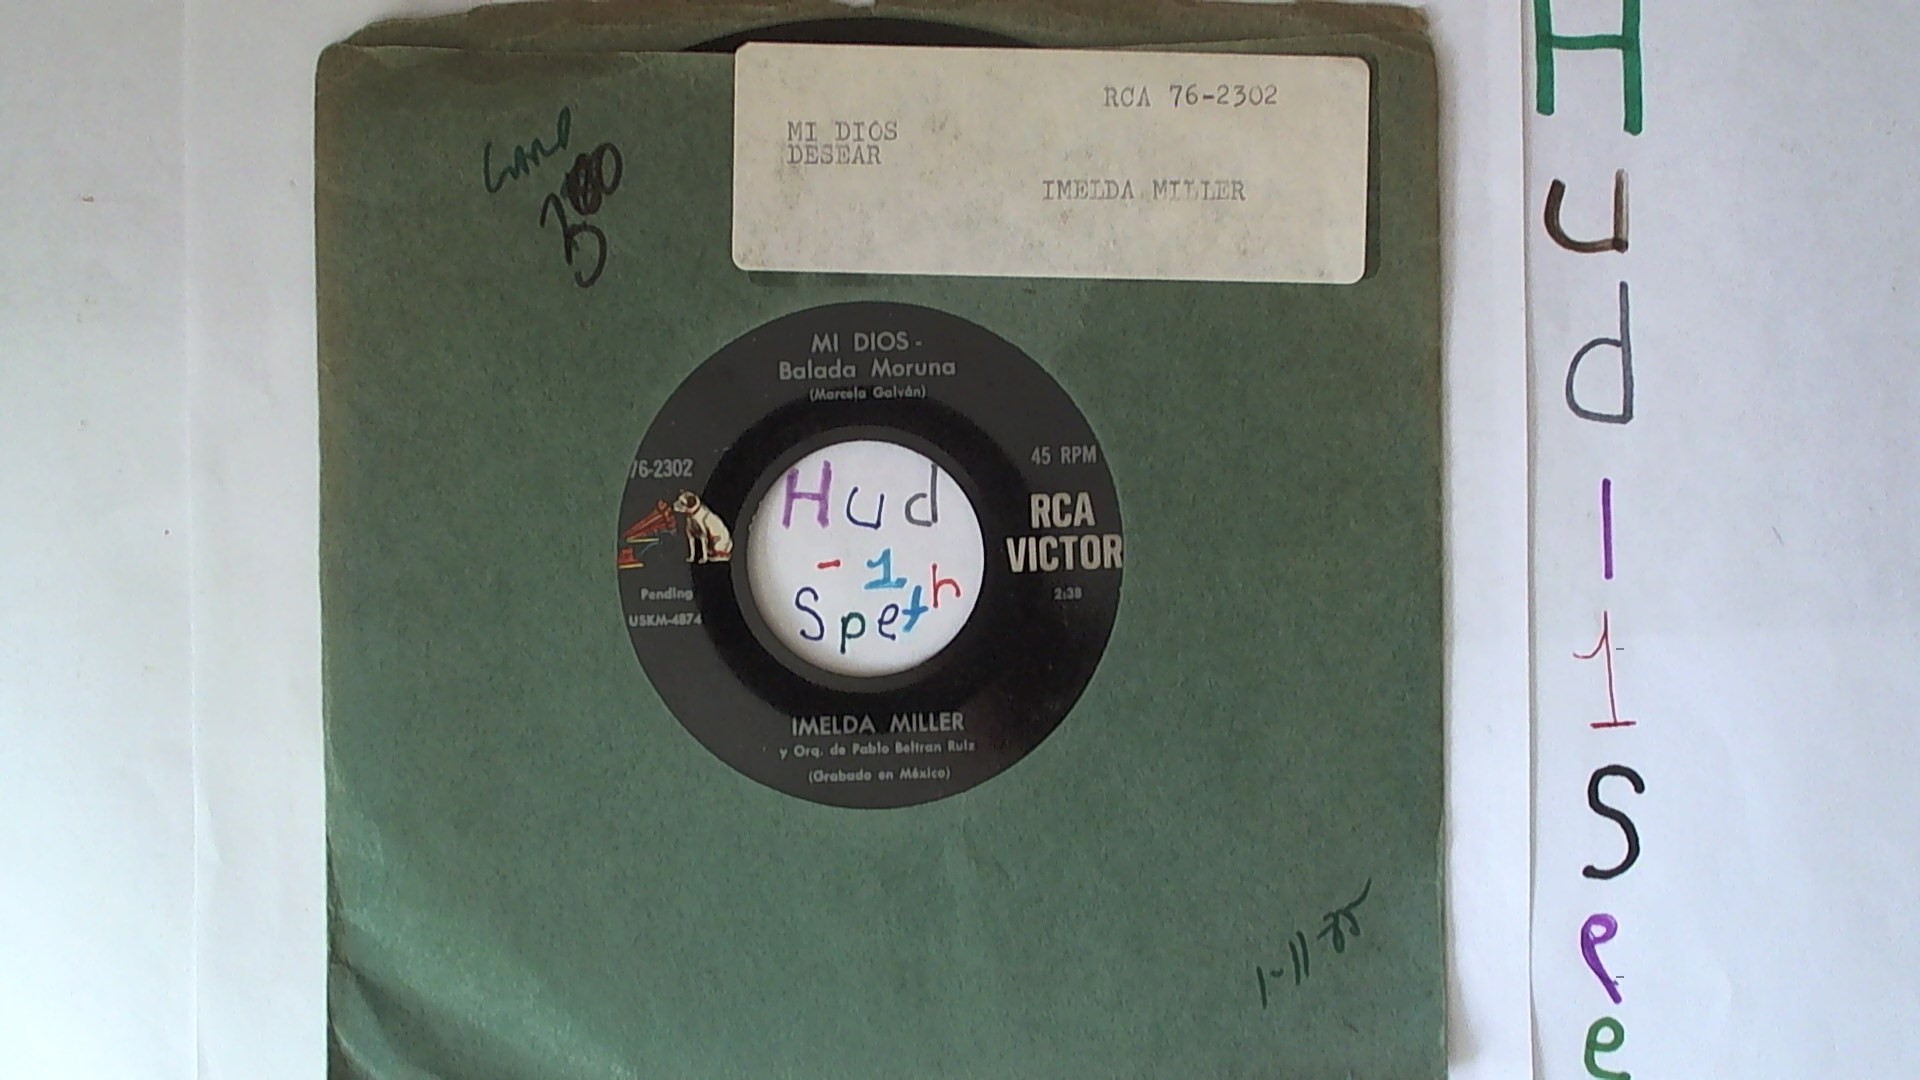 RCA 76-2302
MI DIOS
DESEAR
IMELDA MILLER
MI DIOS -
Balada Moruna
(Marcela Galván)
76-2302
45 RPM
RCA
VICTOR
Pending
2:38
USKM-4874
Hud
- 1
Speth
IMELDA MILLER
y Orq. de Pablo Beltran Ruiz
(Grabado en México)
1-11-
H
u
d
-
1
S
p
e